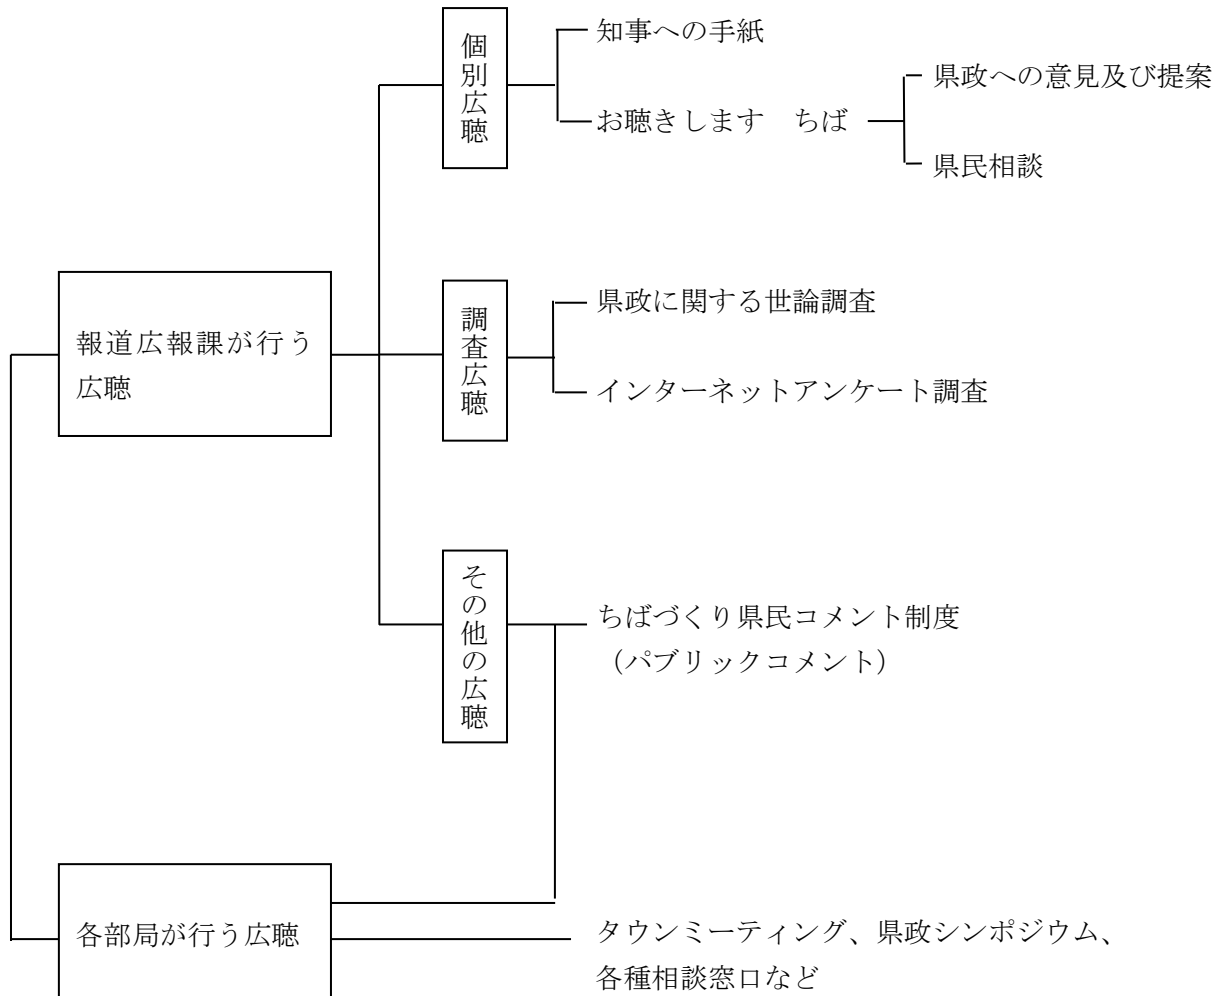 個別広聴
知事への手紙
お聴きします　ちば
県政への意見及び提案
県民相談
報道広報課が行う
広聴
調査広聴
県政に関する世論調査
インターネットアンケート調査
その他の広聴
ちばづくり県民コメント制度
（パブリックコメント）
各部局が行う広聴
タウンミーティング、県政シンポジウム、
各種相談窓口など